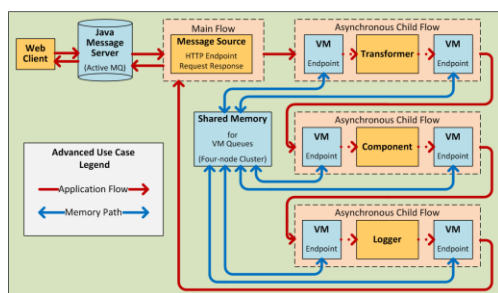 Web
Client
Java
Message
Server
(Active MQ)
Main Flow
Message Source
HTTP Endpoint
Request Response
Asynchronous Child Flow
VM
Endpoint
Transformer
VM
Endpoint
Shared Memory
for
VM Queues
(Four-node Cluster)
Asynchronous Child Flow
VM
Endpoint
Component
VM
Endpoint
Advanced Use Case
Legend
Application Flow
Memory Path
Asynchronous Child Flow
VM
Endpoint
Logger
VM
Endpoint